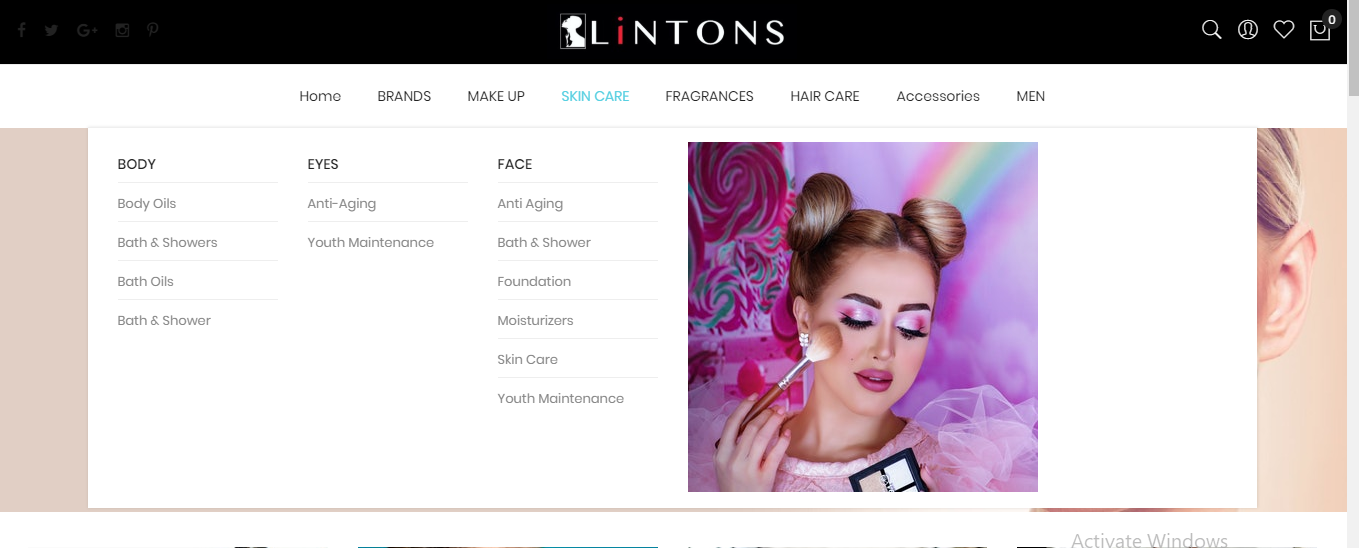 LiNTONS
0
Home BRANDS MAKE UP SKIN CARE FRAGRANCES HAIR CARE Accessories MEN
BODY
Body Oils
Bath & Showers
Bath Oils
Bath & Shower
EYES
Anti-Aging
Youth Maintenance
FACE
Anti Aging
Bath & Shower
Foundation
Moisturizers
Skin Care
Youth Maintenance
Activate Windows